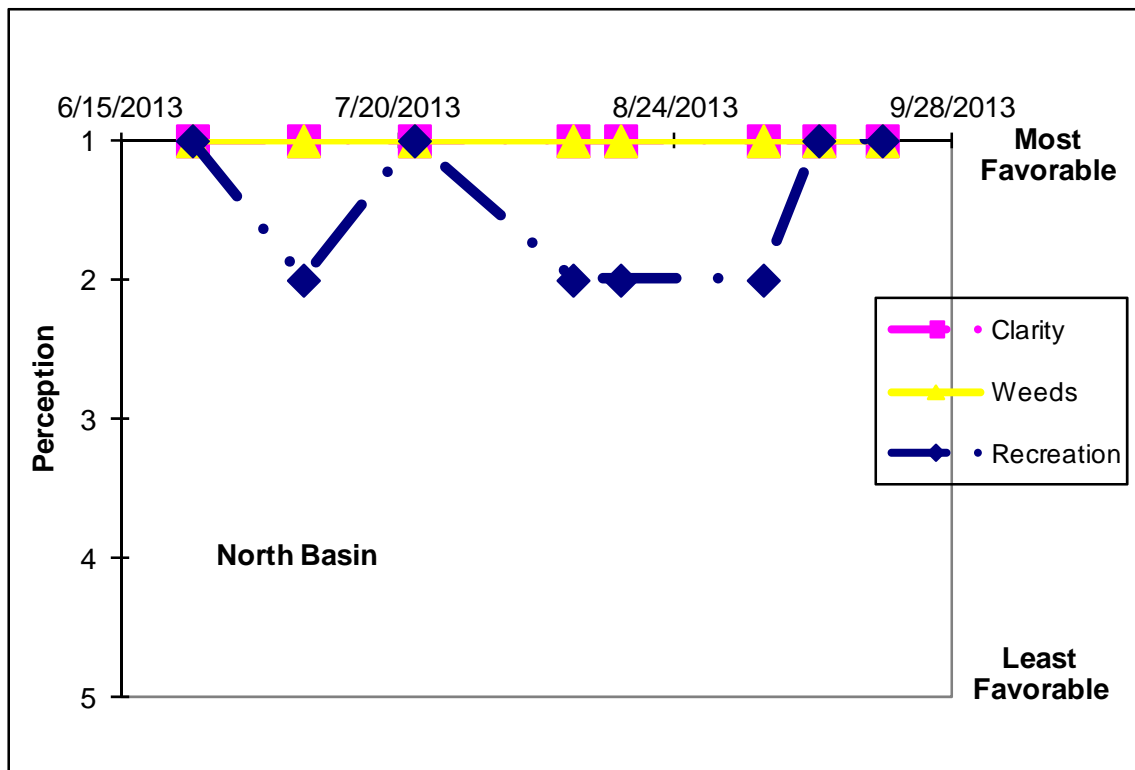 6/15/2013 7/20/2013 8/24/2013 9/28/2013
1
Most
Favorable
2
Perception
Clarity
Weeds
Recreation
3
4
North Basin
Least
Favorable
5